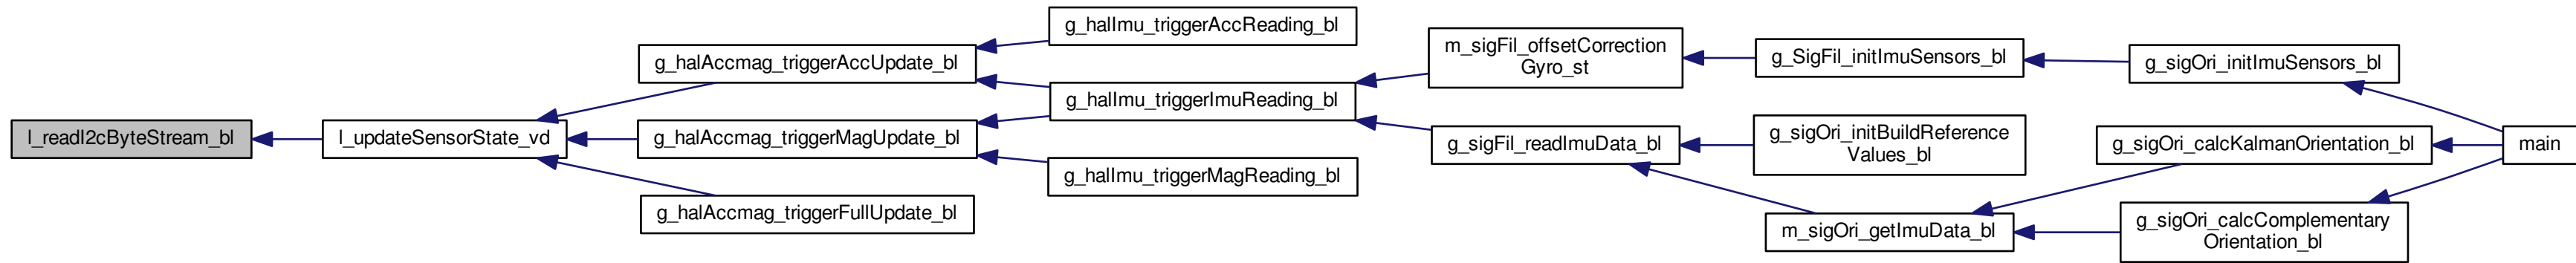 l_readI2cByteStream_bl
l_updateSensorState_vd
g_halAccmag_triggerAccUpdate_bl
g_halAccmag_triggerMagUpdate_bl
g_halAccmag_triggerFullUpdate_bl
g_halImu_triggerAccReading_bl
g_halImu_triggerImuReading_bl
g_halImu_triggerMagReading_bl
m_sigFil_offsetCorrection
Gyro_st
g_sigFil_readImuData_bl
g_SigFil_initImuSensors_bl
g_sigOri_initBuildReference
Values_bl
m_sigOri_getImuData_bl
g_sigOri_initImuSensors_bl
g_sigOri_calcKalmanOrientation_bl
g_sigOri_calcComplementary
Orientation_bl
main